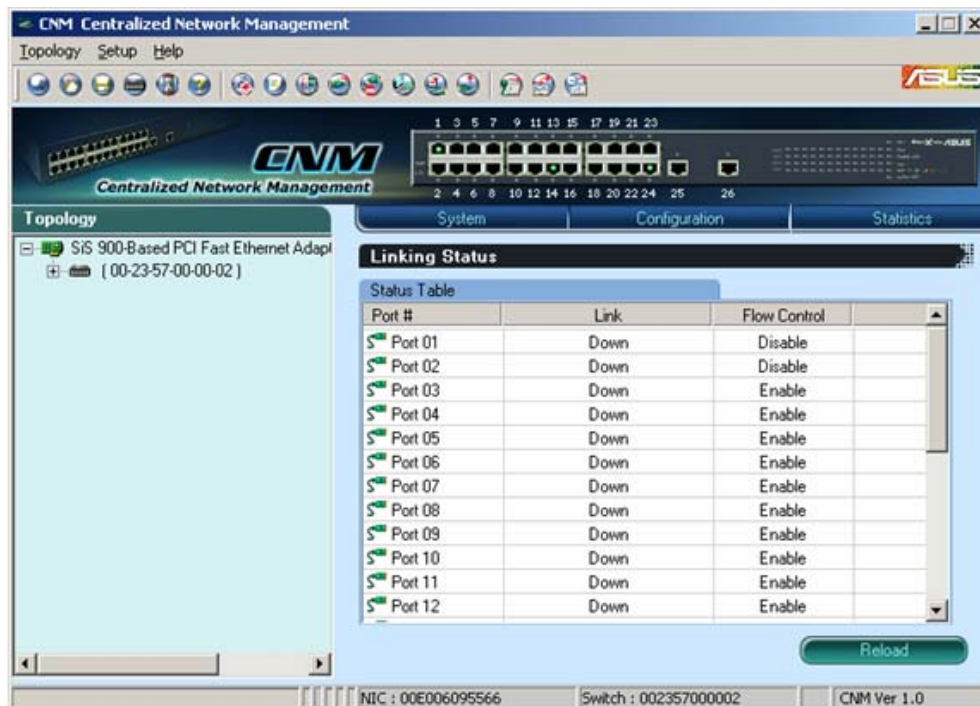 CNM Centralized Network Management
Topology Setup Help
ASUS
1 3 5 7 9 11 13 15 17 19 21 23
CNM
Centralized Network Management
2 4 6 8 10 12 14 16 18 20 22 24 25 26
Topology
System Configuration Statistics
SiS 900-Based PCI Fast Ethernet Adapt
( 00-23-57-00-00-02 )
Linking Status
Status Table
Port # Link Flow Control
Port 01 Down Disable
Port 02 Down Disable
Port 03 Down Enable
Port 04 Down Enable
Port 05 Down Enable
Port 06 Down Enable
Port 07 Down Enable
Port 08 Down Enable
Port 09 Down Enable
Port 10 Down Enable
Port 11 Down Enable
Port 12 Down Enable
Reload
NIC : 00E006095566 Switch : 002357000002 CNM Ver 1.0